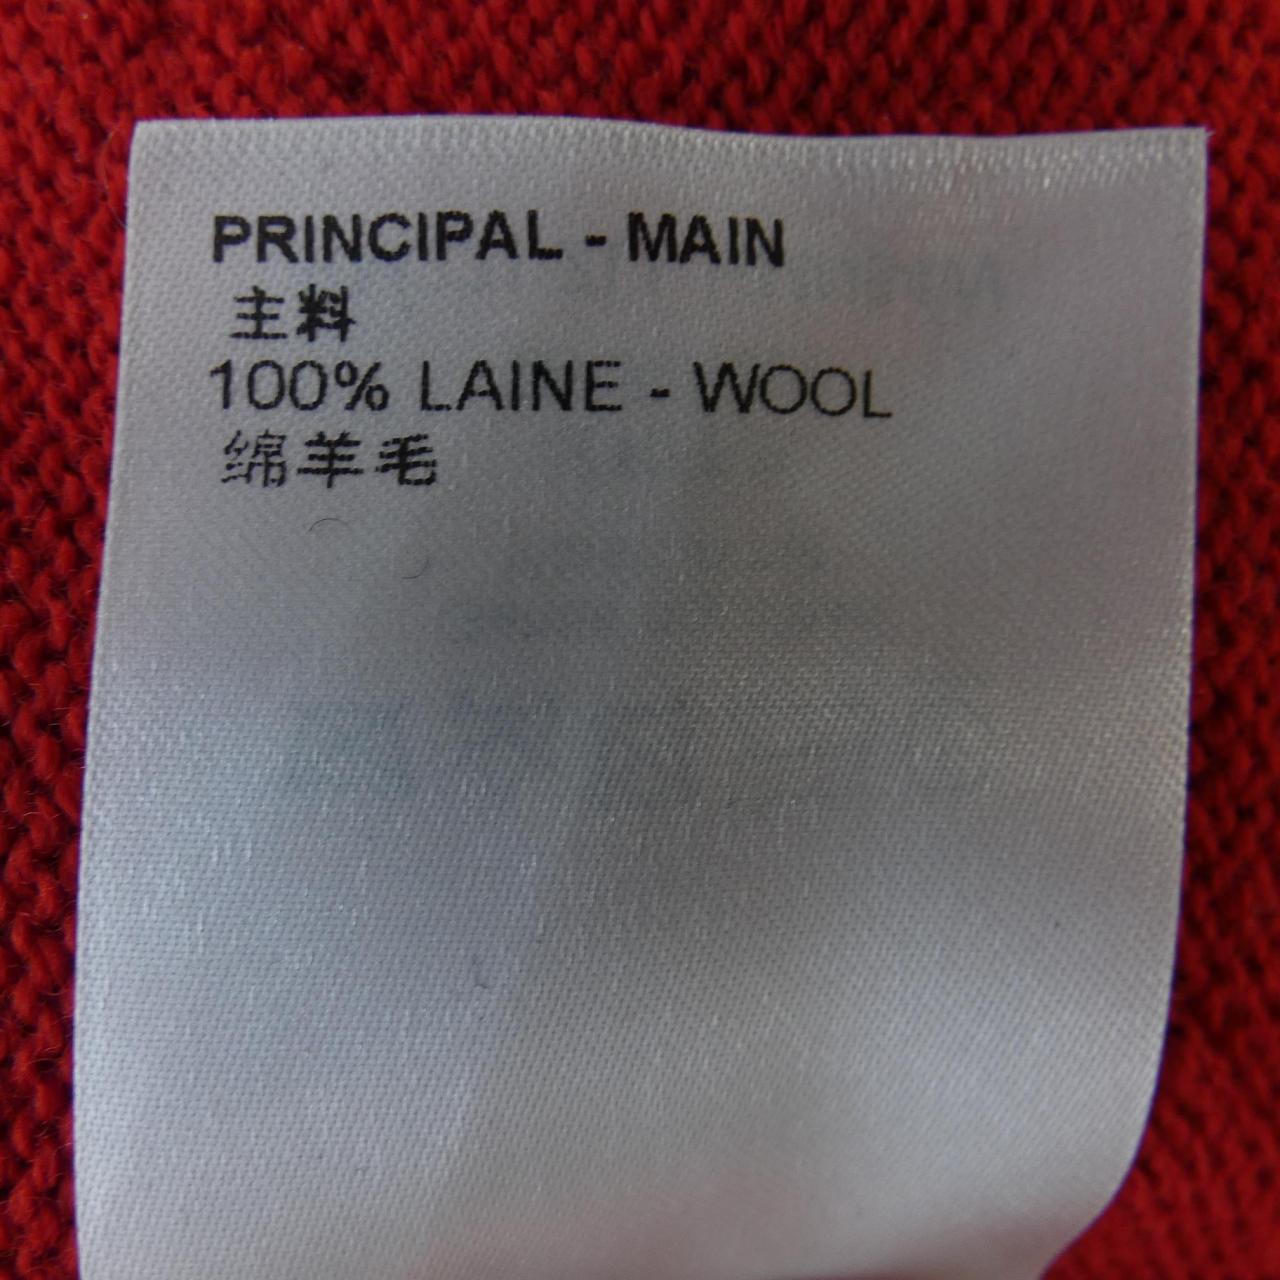 PRINCIPAL - MAIN
主料
100% LAINE - WOOL
绵羊毛